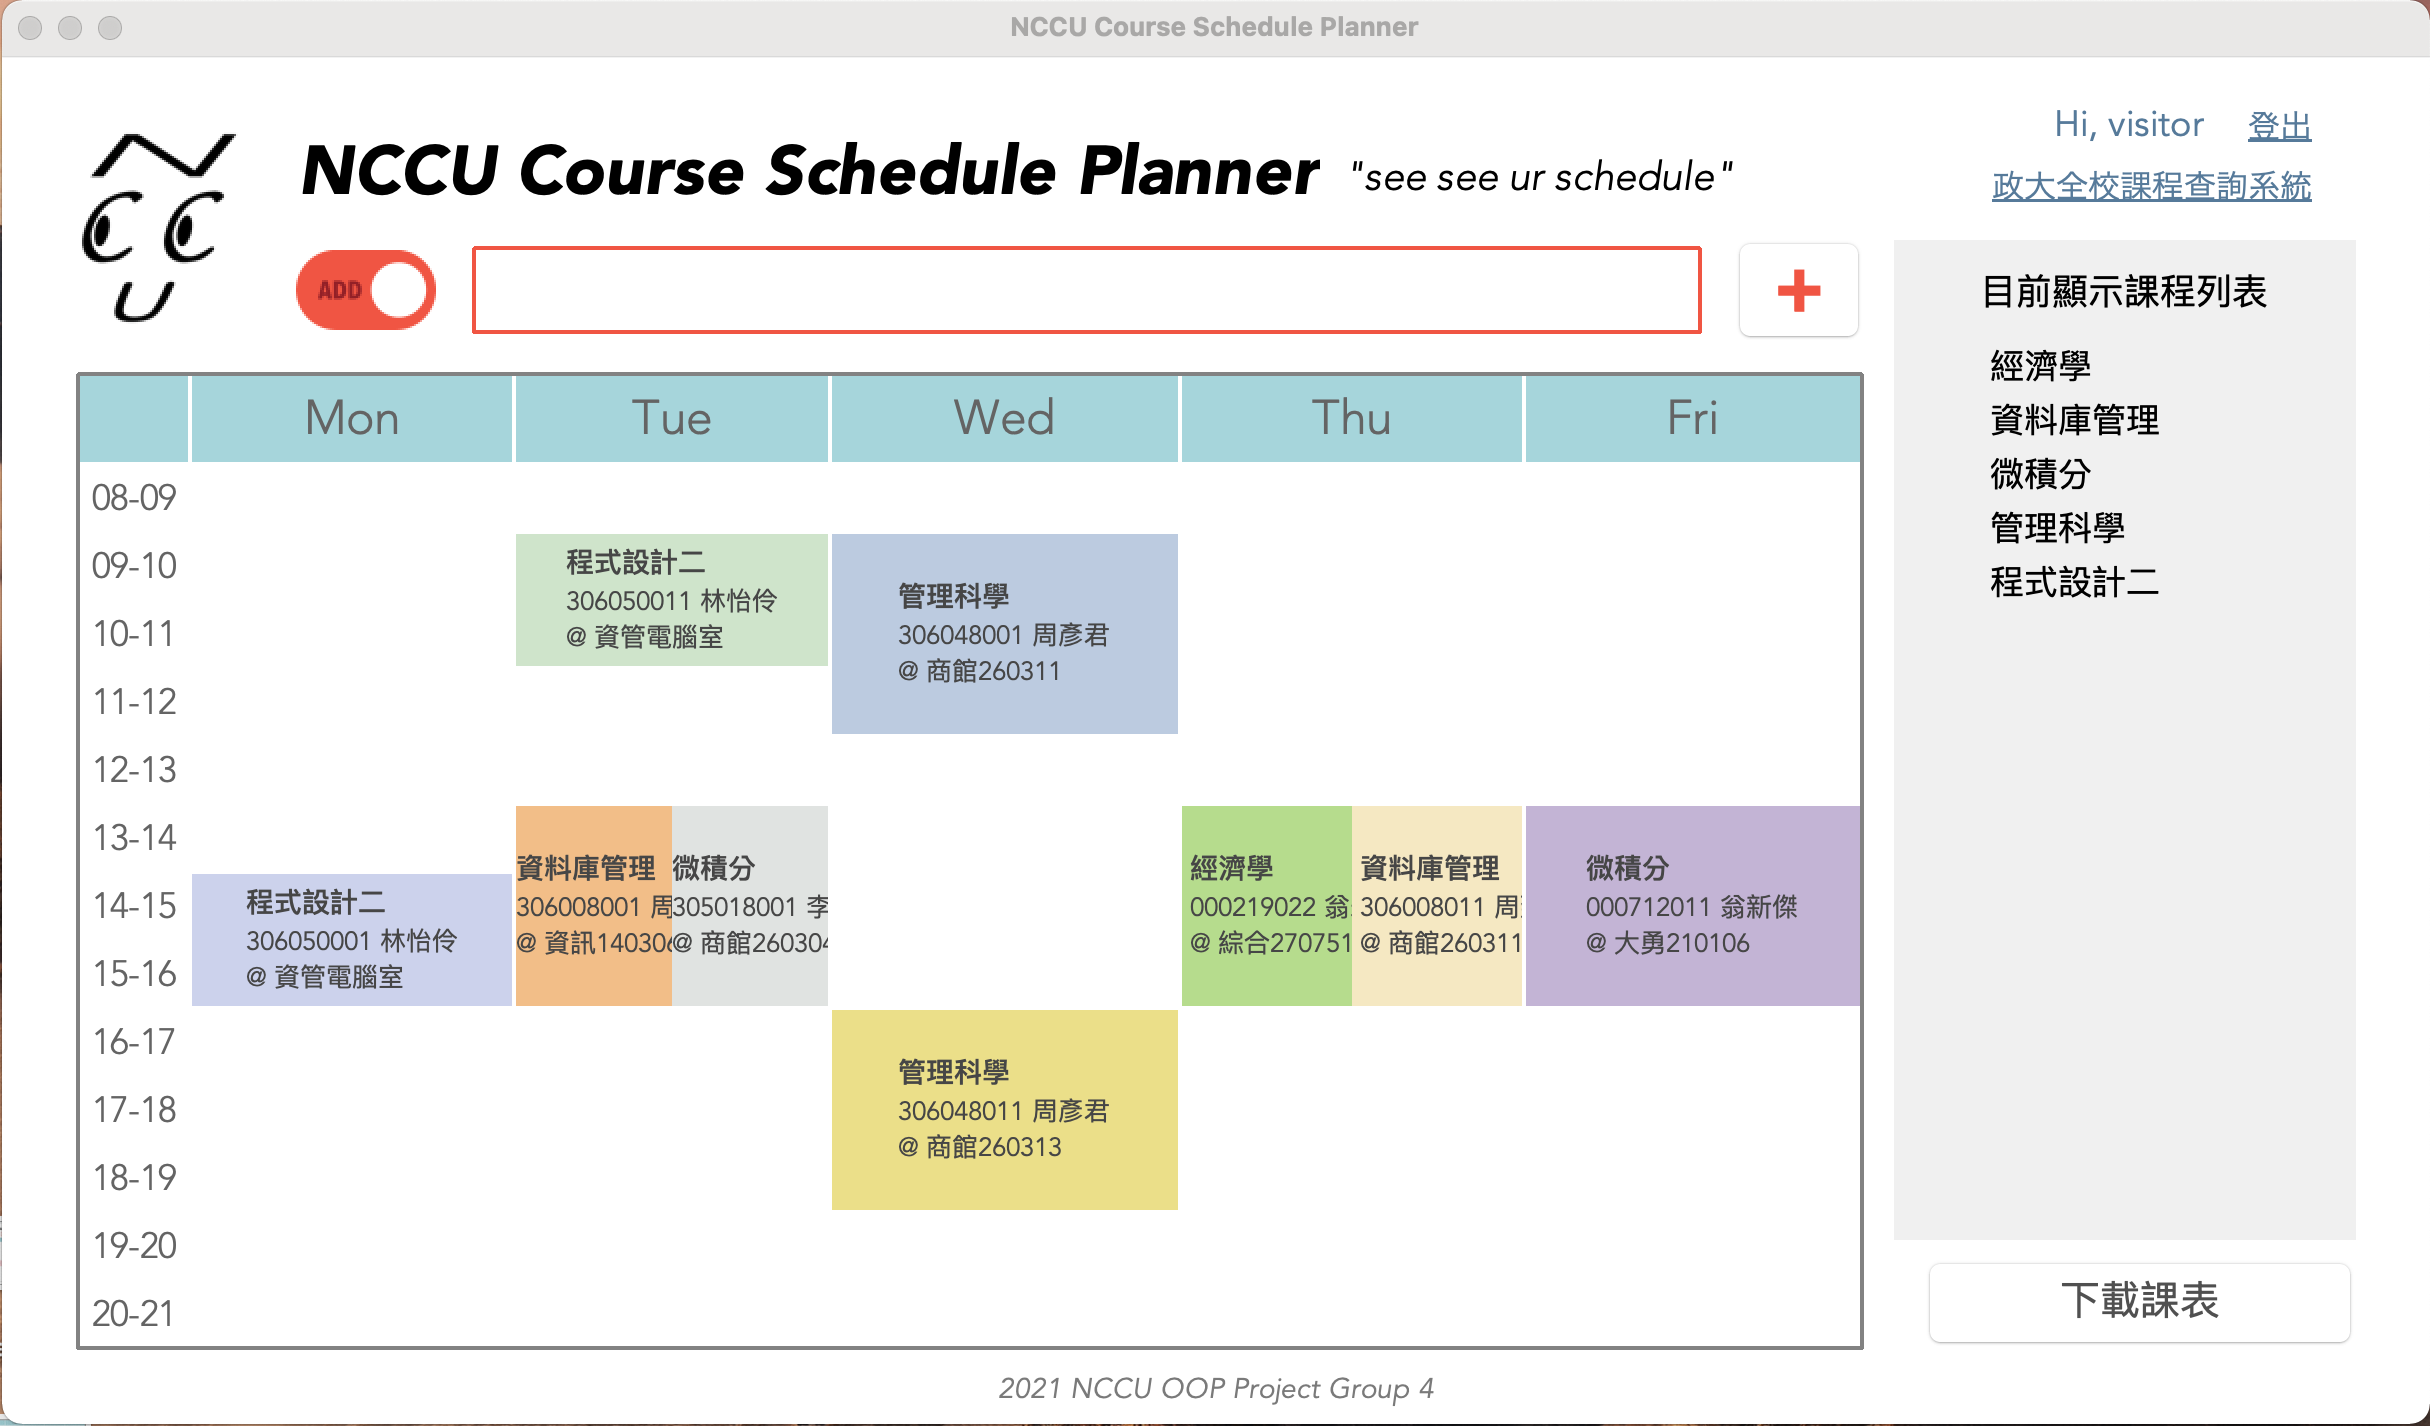 NCCU Course Schedule Planner
NCCU
NCCU Course Schedule Planner "see see ur schedule"
Hi, visitor 登出
政大全校課程查詢系統
ADD
+
Mon Tue Wed Thu Fri
08-09
09-10
10-11
11-12
12-13
13-14
14-15
15-16
16-17
17-18
18-19
19-20
20-21
程式設計二
306050001 林怡伶
@ 資管電腦室
程式設計二
306050011 林怡伶
@ 資管電腦室
資料庫管理
306008001 周
@ 資訊140306
微積分
305018001 李
@ 商館260304
管理科學
306048001 周彥君
@ 商館260311
管理科學
306048011 周彥君
@ 商館260313
經濟學
000219022 翁
@ 綜合270751
資料庫管理
306008011 周
@ 商館260311
微積分
000712011 翁新傑
@ 大勇210106
目前顯示課程列表
經濟學
資料庫管理
微積分
管理科學
程式設計二
下載課表
2021 NCCU OOP Project Group 4